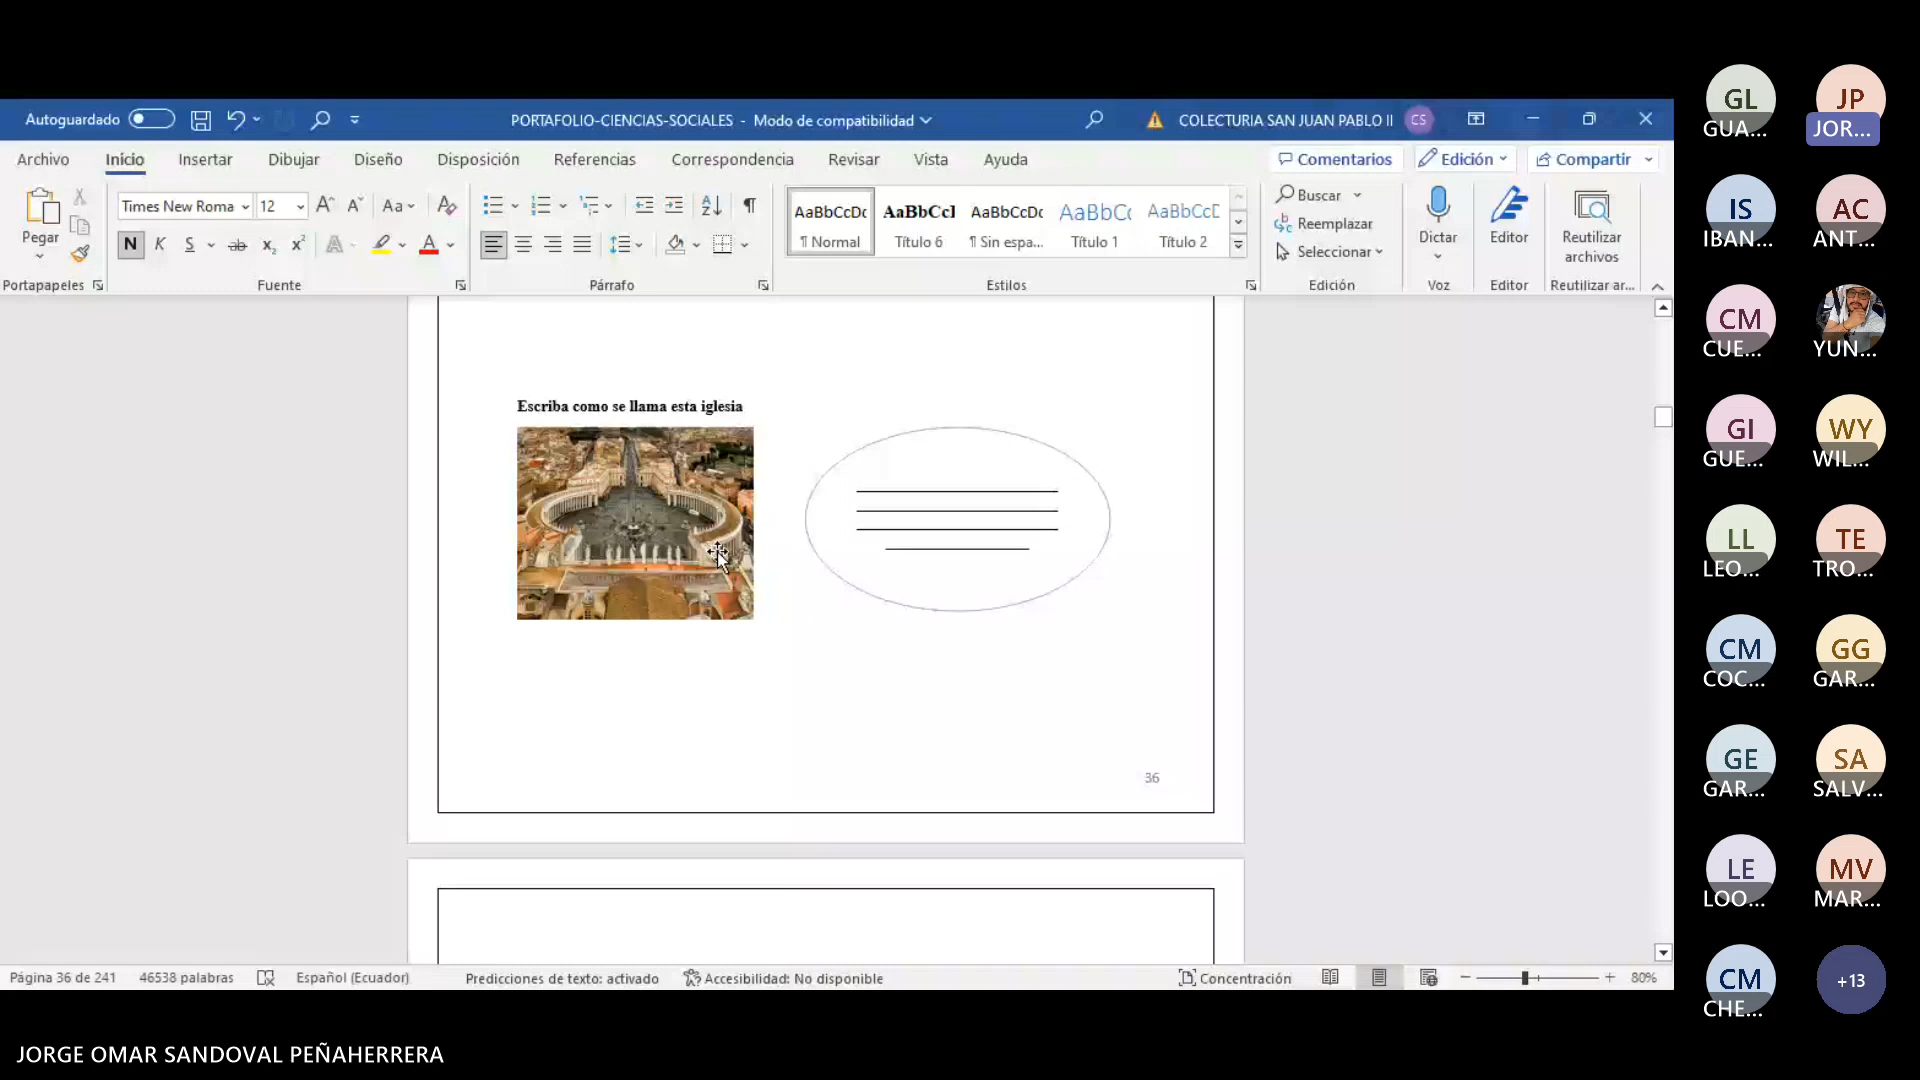 Autoguardado
PORTAFOLIO-CIENCIAS-SOCIALES - Modo de compatibilidad
COLECTURIA SAN JUAN PABLO II
CS
Archivo
Inicio
Insertar
Dibujar
Diseño
Disposición
Referencias
Correspondencia
Revisar
Vista
Ayuda
Comentarios
Edición
Compartir
Pegar
Portapapeles
Times New Roma
12
N K S ab x₂ x²
Aa
Fuente
Párrafo
AaBbCcDc
¶ Normal
AaBbCcI
Título 6
AaBbCcDc
¶ Sin espa...
AaBbCc
Título 1
AaBbCcD
Título 2
Estilos
Buscar
Reemplazar
Seleccionar
Edición
Dictar
Voz
Editor
Editor
Reutilizar
archivos
Reutilizar ar...
Escriba como se llama esta iglesia
36
Página 36 de 241
46538 palabras
Español (Ecuador)
Predicciones de texto: activado
Accesibilidad: No disponible
Concentración
80%
GL
GUA...
JP
JOR...
IS
IBAN...
AC
ANT...
CM
CUE...
YUN...
GI
GUE...
WY
WIL...
LL
LEO...
TE
TRO...
CM
COC...
GG
GAR...
GE
GAR...
SA
SALV...
LE
LOO...
MV
MAR...
CM
CHE...
+13
JORGE OMAR SANDOVAL PEÑAHERRERA